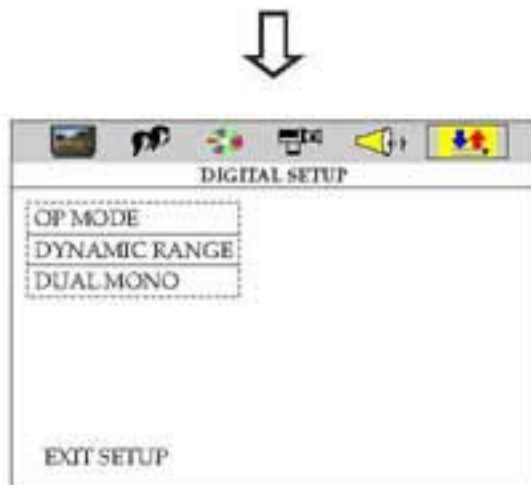 DIGITAL SETUP
OP MODE
DYNAMIC RANGE
DUAL MONO
EXIT SETUP